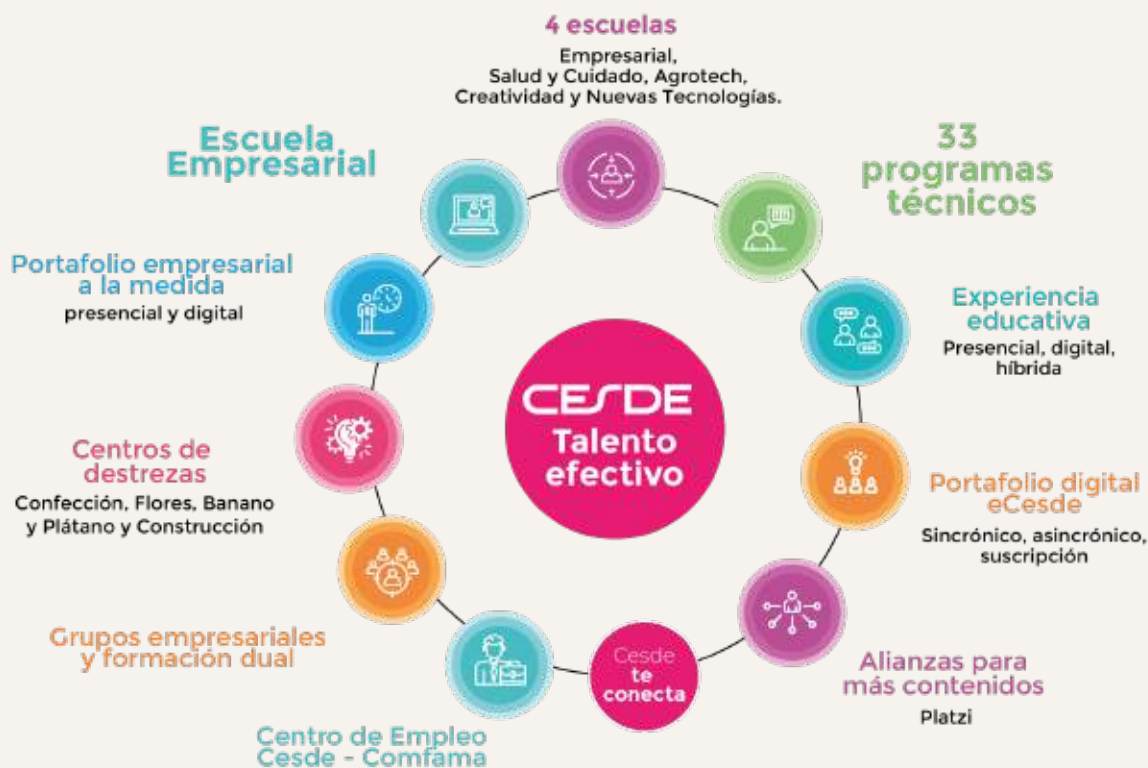 4 escuelas
Empresarial,
Salud y Cuidado, Agrotech,
Creatividad y Nuevas Tecnologías.
33
programas
técnicos
Experiencia
educativa
Presencial, digital,
híbrida
Portafolio digital
eCesde
Sincrónico, asincrónico,
suscripción
Alianzas para
más contenidos
Platzi
Cesde
te
conecta
Centro de Empleo
Cesde - Comfama
Grupos empresariales
y formación dual
Centros de
destrezas
Confección, Flores, Banano
y Plátano y Construcción
Portafolio empresarial
a la medida
presencial y digital
Escuela
Empresarial
CESDE
Talento
efectivo